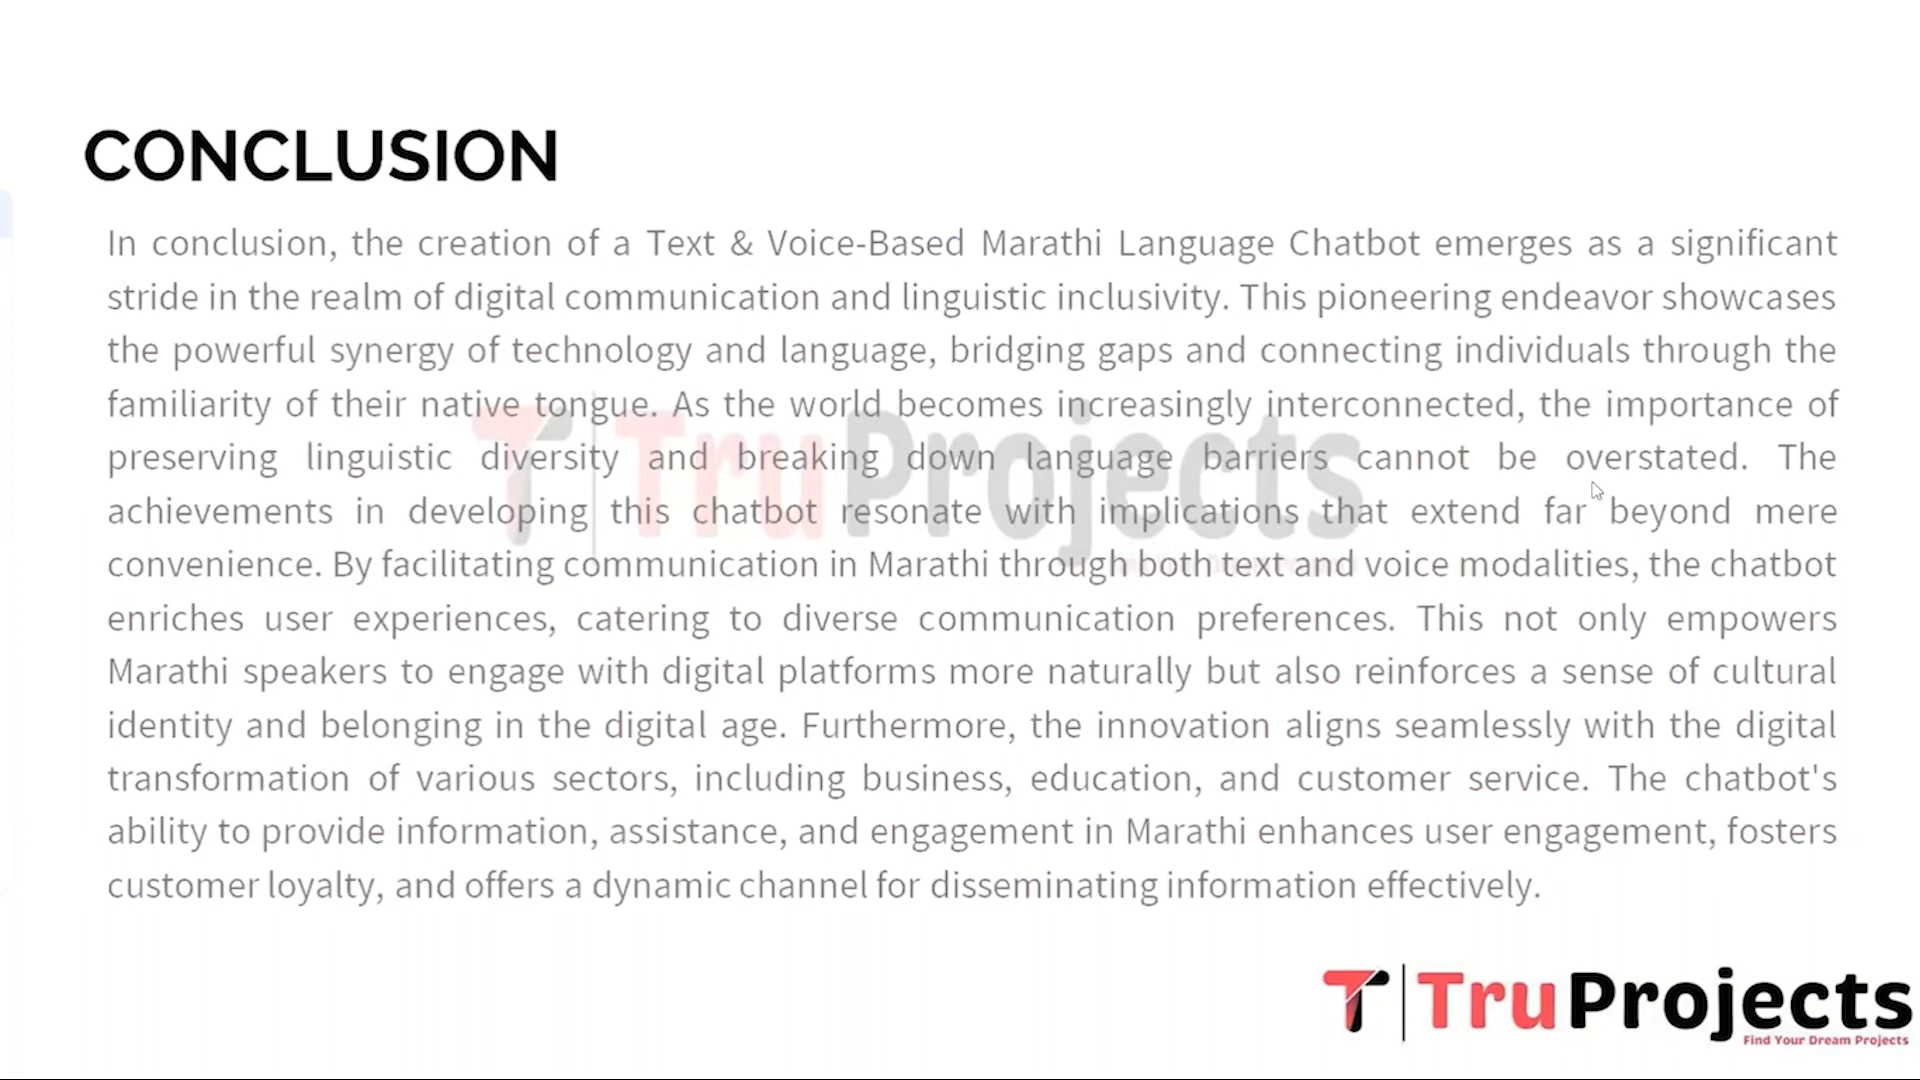 CONCLUSION
In conclusion, the creation of a Text & Voice-Based Marathi Language Chatbot emerges as a significant
stride in the realm of digital communication and linguistic inclusivity. This pioneering endeavor showcases
the powerful synergy of technology and language, bridging gaps and connecting individuals through the
familiarity of their native tongue. As the world becomes increasingly interconnected, the importance of
preserving linguistic diversity and breaking down language barriers cannot be overstated. The
achievements in developing this chatbot resonate with implications that extend far beyond mere
convenience. By facilitating communication in Marathi through both text and voice modalities, the chatbot
enriches user experiences, catering to diverse communication preferences. This not only empowers
Marathi speakers to engage with digital platforms more naturally but also reinforces a sense of cultural
identity and belonging in the digital age. Furthermore, the innovation aligns seamlessly with the digital
transformation of various sectors, including business, education, and customer service. The chatbot's
ability to provide information, assistance, and engagement in Marathi enhances user engagement, fosters
customer loyalty, and offers a dynamic channel for disseminating information effectively.
TruProjects
TruProjects
Find Your Dream Projects